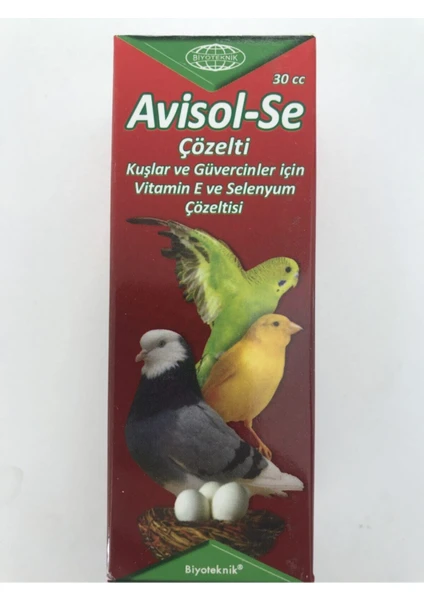 BIYOTEKNIK
30 cc
Avisol-Se
Çözelti
Kuşlar ve Güvercinler için
Vitamin E ve Selenyum
Çözeltisi
Biyoteknik®